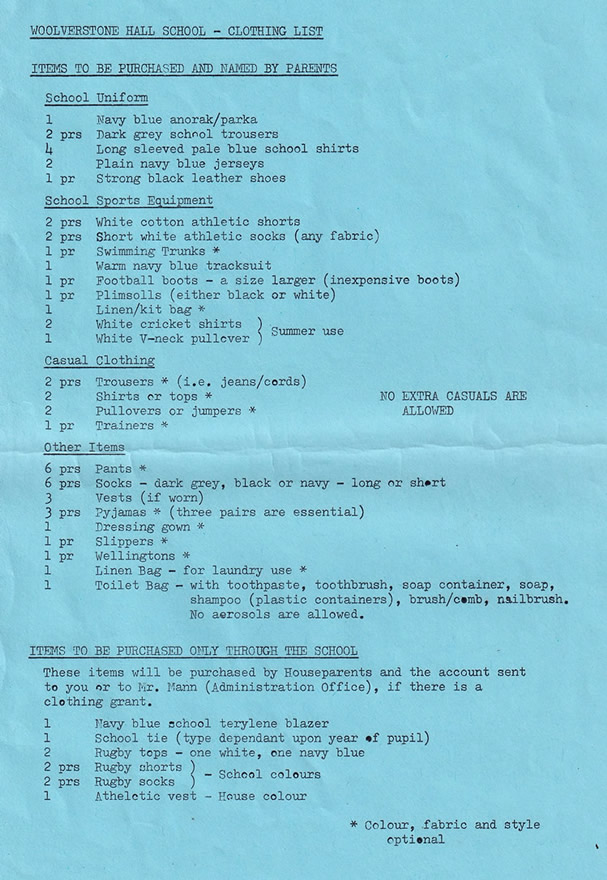 WOOLVERSTONE HALL SCHOOL - CLOTHING LIST
ITEMS TO BE PURCHASED AND NAMED BY PARENTS
School Uniform
1 Navy blue anorak/parka
2 prs Dark grey school trousers
4 Long sleeved pale blue school shirts
2 Plain navy blue jerseys
1 pr Strong black leather shoes
School Sports Equipment
2 prs White cotton athletic shorts
2 prs Short white athletic socks (any fabric)
1 pr Swimming Trunks *
1 Warm navy blue tracksuit
1 pr Football boots - a size larger (inexpensive boots)
1 pr Plimsolls (either black or white)
1 Linen/kit bag *
2 White cricket shirts )
1 White V-neck pullover ) Summer use
Casual Clothing
2 prs Trousers * (i.e. jeans/cords)
2 Shirts or tops * NO EXTRA CASUALS ARE
2 Pullovers or jumpers * ALLOWED
1 pr Trainers *
Other Items
6 prs Pants *
6 prs Socks - dark grey, black or navy - long or short
3 Vests (if worn)
3 prs Pyjamas * (three pairs are essential)
1 Dressing gown *
1 pr Slippers *
1 pr Wellingtons *
1 Linen Bag - for laundry use *
1 Toilet Bag - with toothpaste, toothbrush, soap container, soap,
shampoo (plastic containers), brush/comb, nailbrush.
No aerosols are allowed.
ITEMS TO BE PURCHASED ONLY THROUGH THE SCHOOL
These items will be purchased by Houseparents and the account sent
to you or to Mr. Mann (Administration Office), if there is a
clothing grant.
1 Navy blue school terylene blazer
1 School tie (type dependant upon year of pupil)
2 Rugby tops - one white, one navy blue
2 prs Rugby shorts )
2 prs Rugby socks ) - School colours
1 Atheletic vest - House colour
* Colour, fabric and style
optional